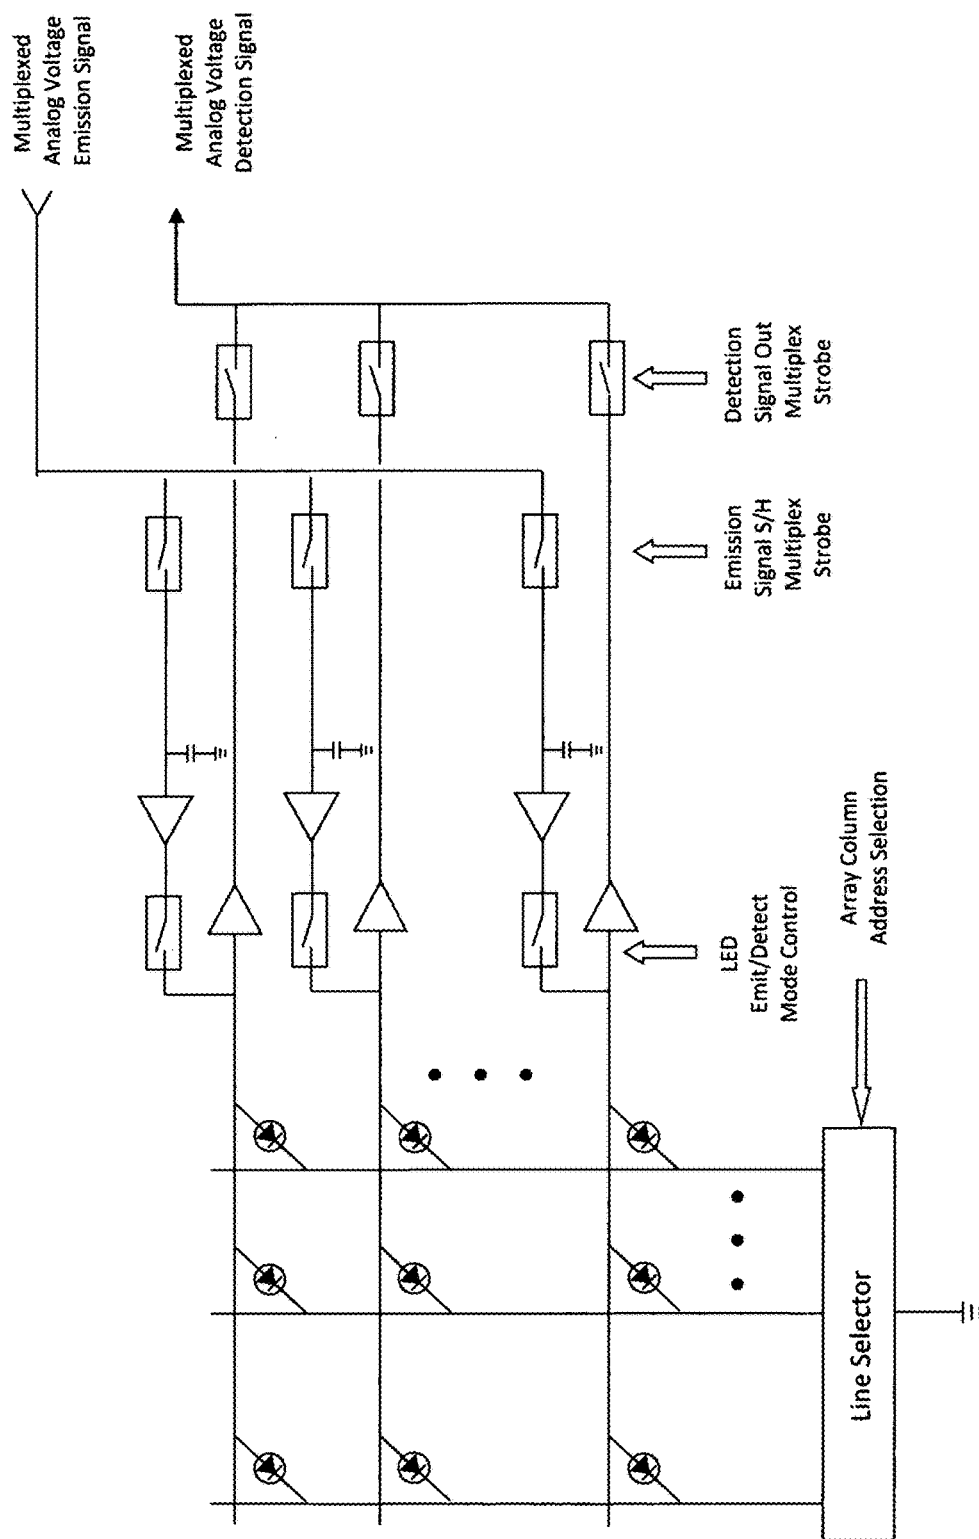 Multiplexed
Analog Voltage
Emission Signal
Multiplexed
Analog Voltage
Detection Signal
Detection
Signal Out
Multiplex
Strobe
Emission
Signal S/H
Multiplex
Strobe
LED
Emit/Detect
Mode Control
Array Column
Address Selection
Line Selector